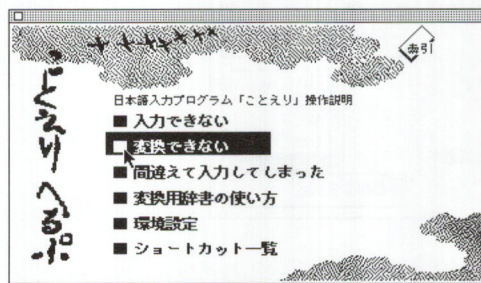 索引
ことえり へるぷ
日本語入力プログラム「ことえり」操作説明
■ 入力できない
□ 変換できない
■ 間違えて入力してしまった
■ 変換用辞書の使い方
■ 環境設定
■ ショートカット一覧